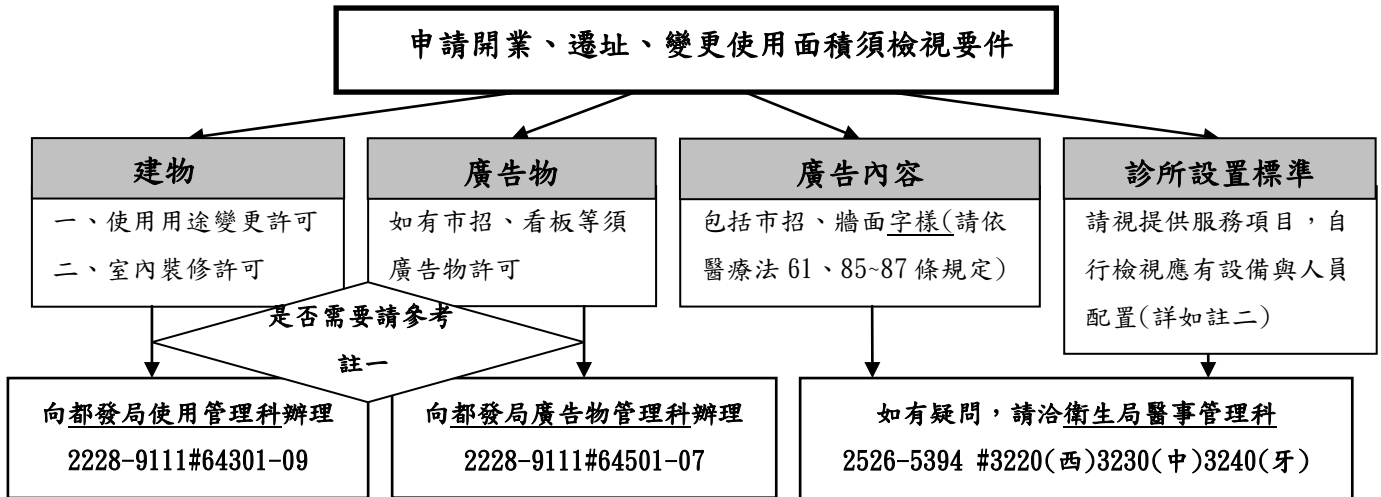 申請開業、遷址、變更使用面積須檢視要件
建物
一、使用用途變更許可
二、室內裝修許可
廣告物
如有市招、看板等須
廣告物許可
是否需要請參考
註一
廣告內容
包括市招、牆面字樣(請依
醫療法 61、85~87 條規定)
診所設置標準
請視提供服務項目，自
行檢視應有設備與人員
配置(詳如註二)
向都發局使用管理科辦理
2228-9111#64301-09
向都發局廣告物管理科辦理
2228-9111#64501-07
如有疑問，請洽衛生局醫事管理科
2526-5394 #3220(西)3230(中)3240(牙)